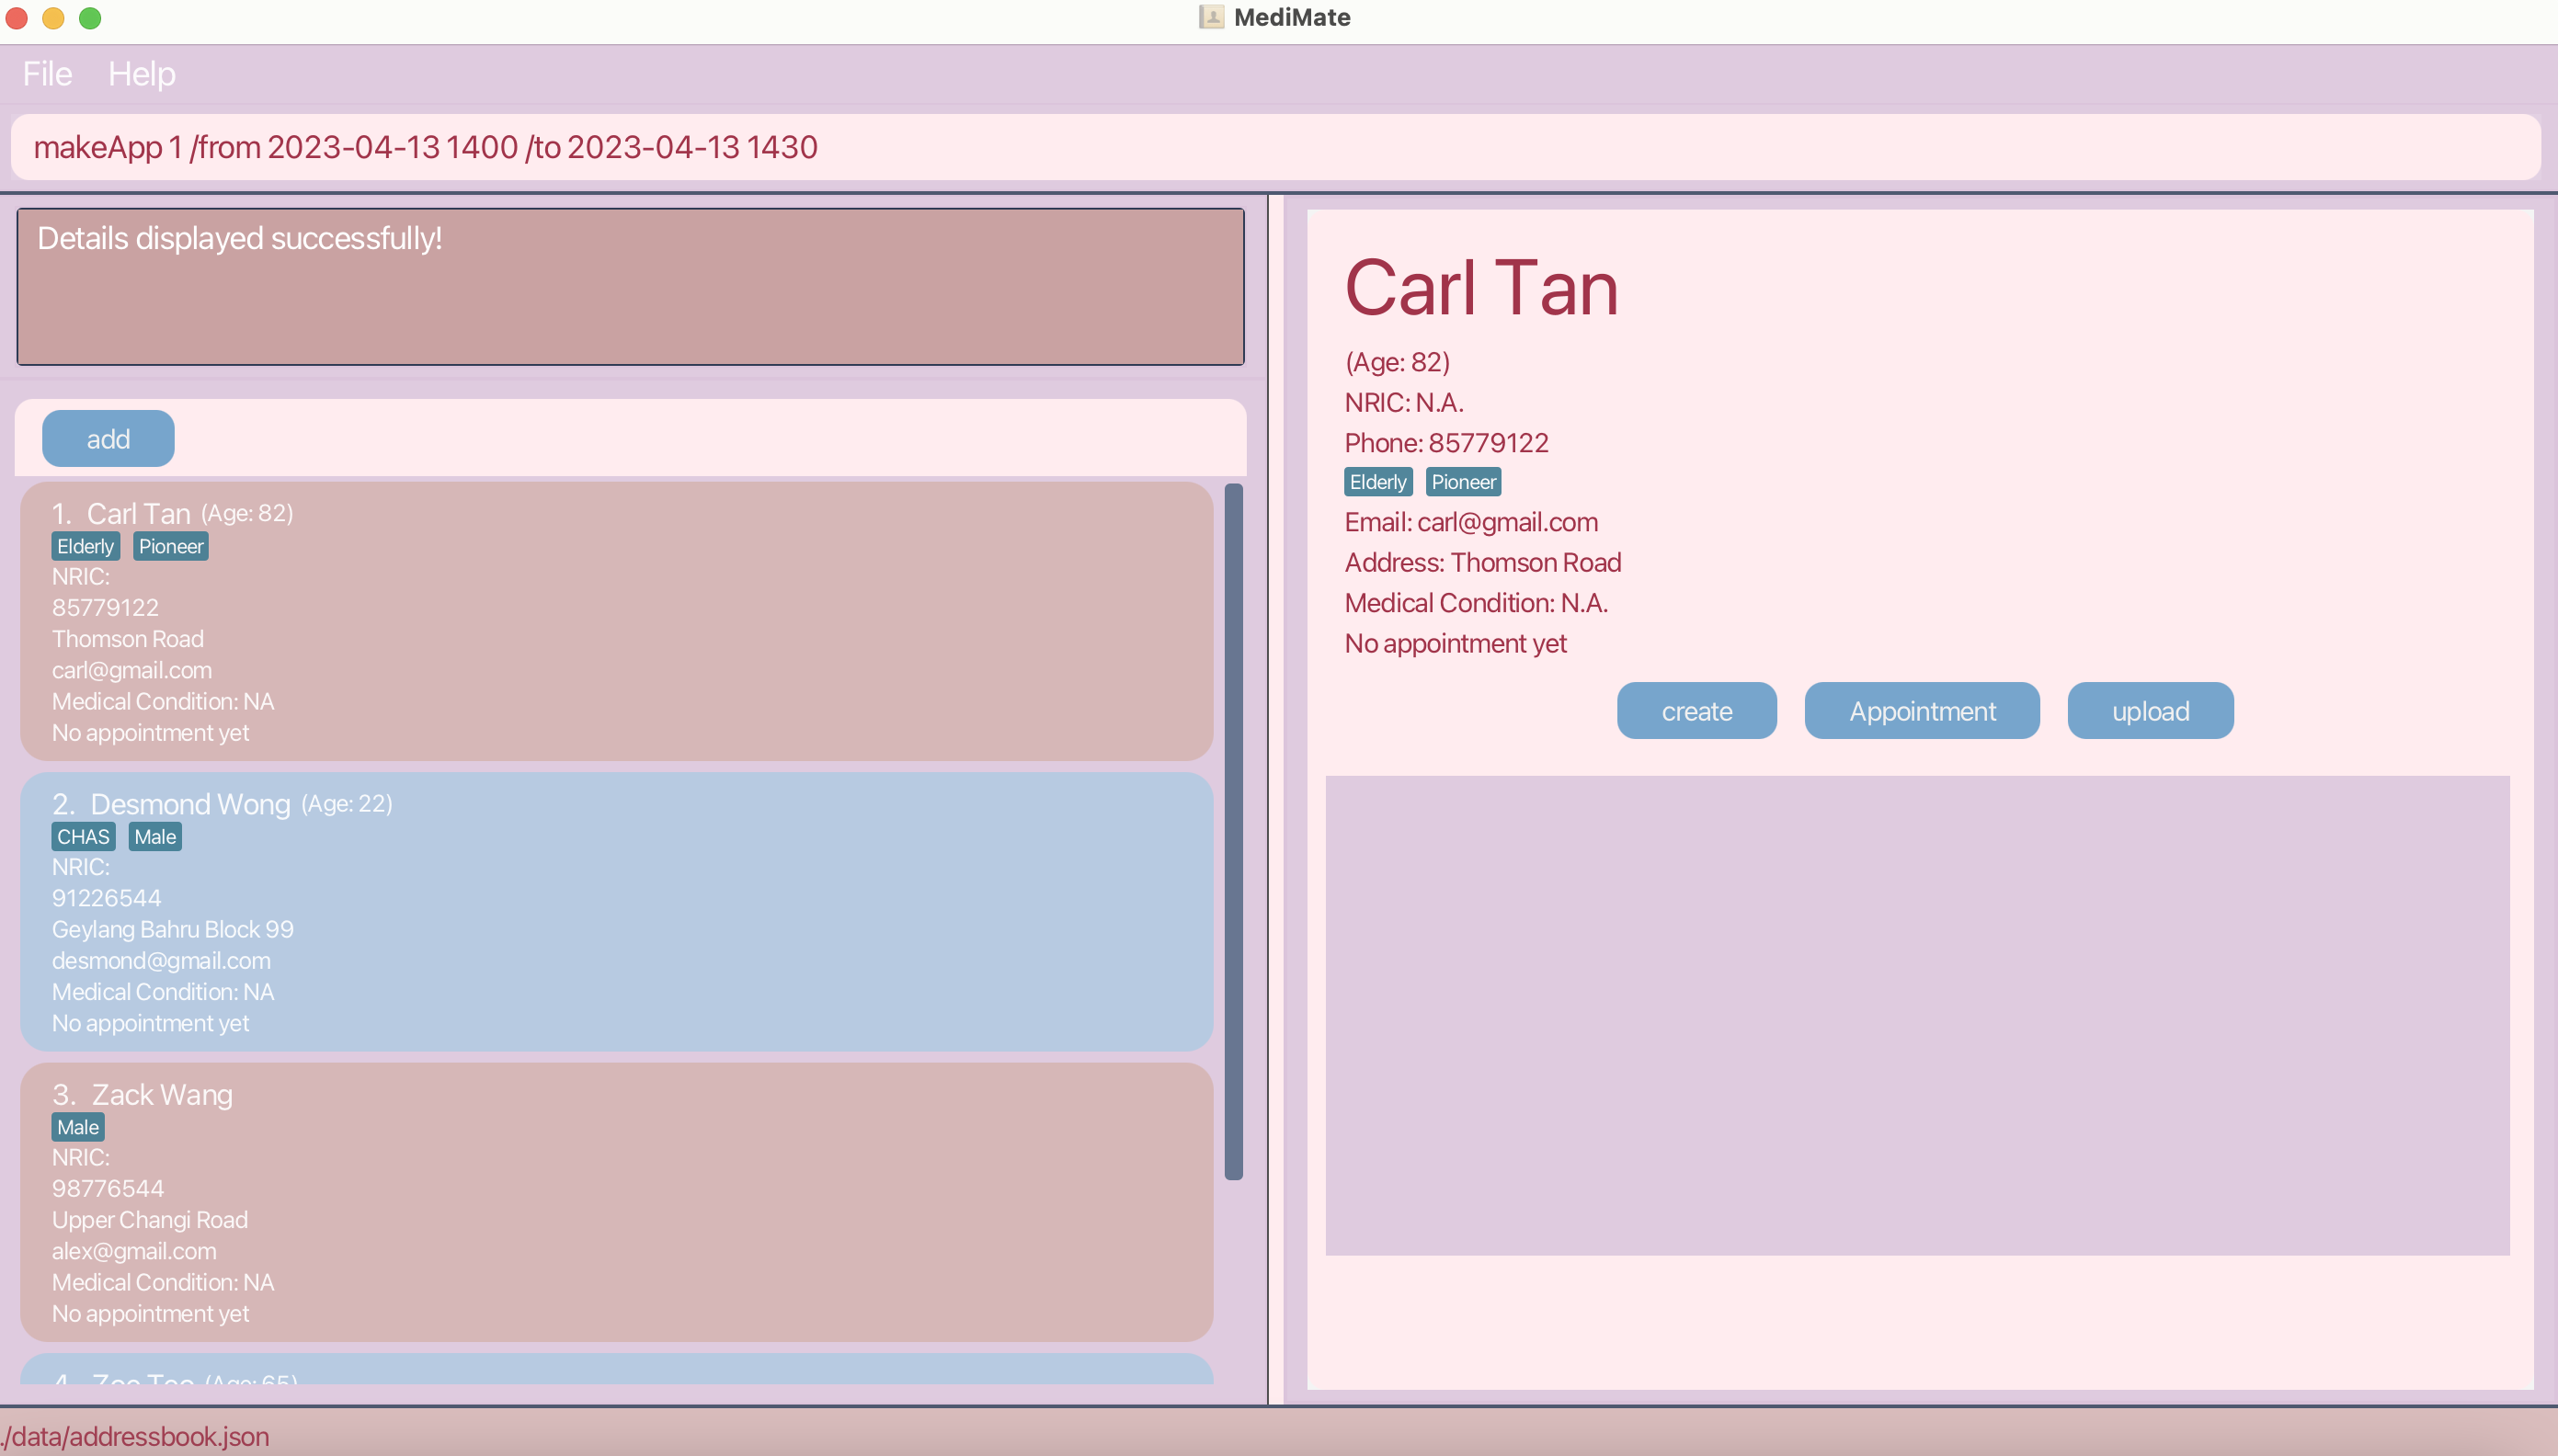 MediMate
File Help
makeApp 1 /from 2023-04-13 1400 /to 2023-04-13 1430
Details displayed successfully!
add
1. Carl Tan (Age: 82)
Elderly Pioneer
NRIC:
85779122
Thomson Road
carl@gmail.com
Medical Condition: NA
No appointment yet
2. Desmond Wong (Age: 22)
CHAS Male
NRIC:
91226544
Geylang Bahru Block 99
desmond@gmail.com
Medical Condition: NA
No appointment yet
3. Zack Wang
Male
NRIC:
98776544
Upper Changi Road
alex@gmail.com
Medical Condition: NA
No appointment yet
4. (Age: 65)
Carl Tan
(Age: 82)
NRIC: N.A.
Phone: 85779122
Elderly Pioneer
Email: carl@gmail.com
Address: Thomson Road
Medical Condition: N.A.
No appointment yet
create Appointment upload
./data/addressbook.json